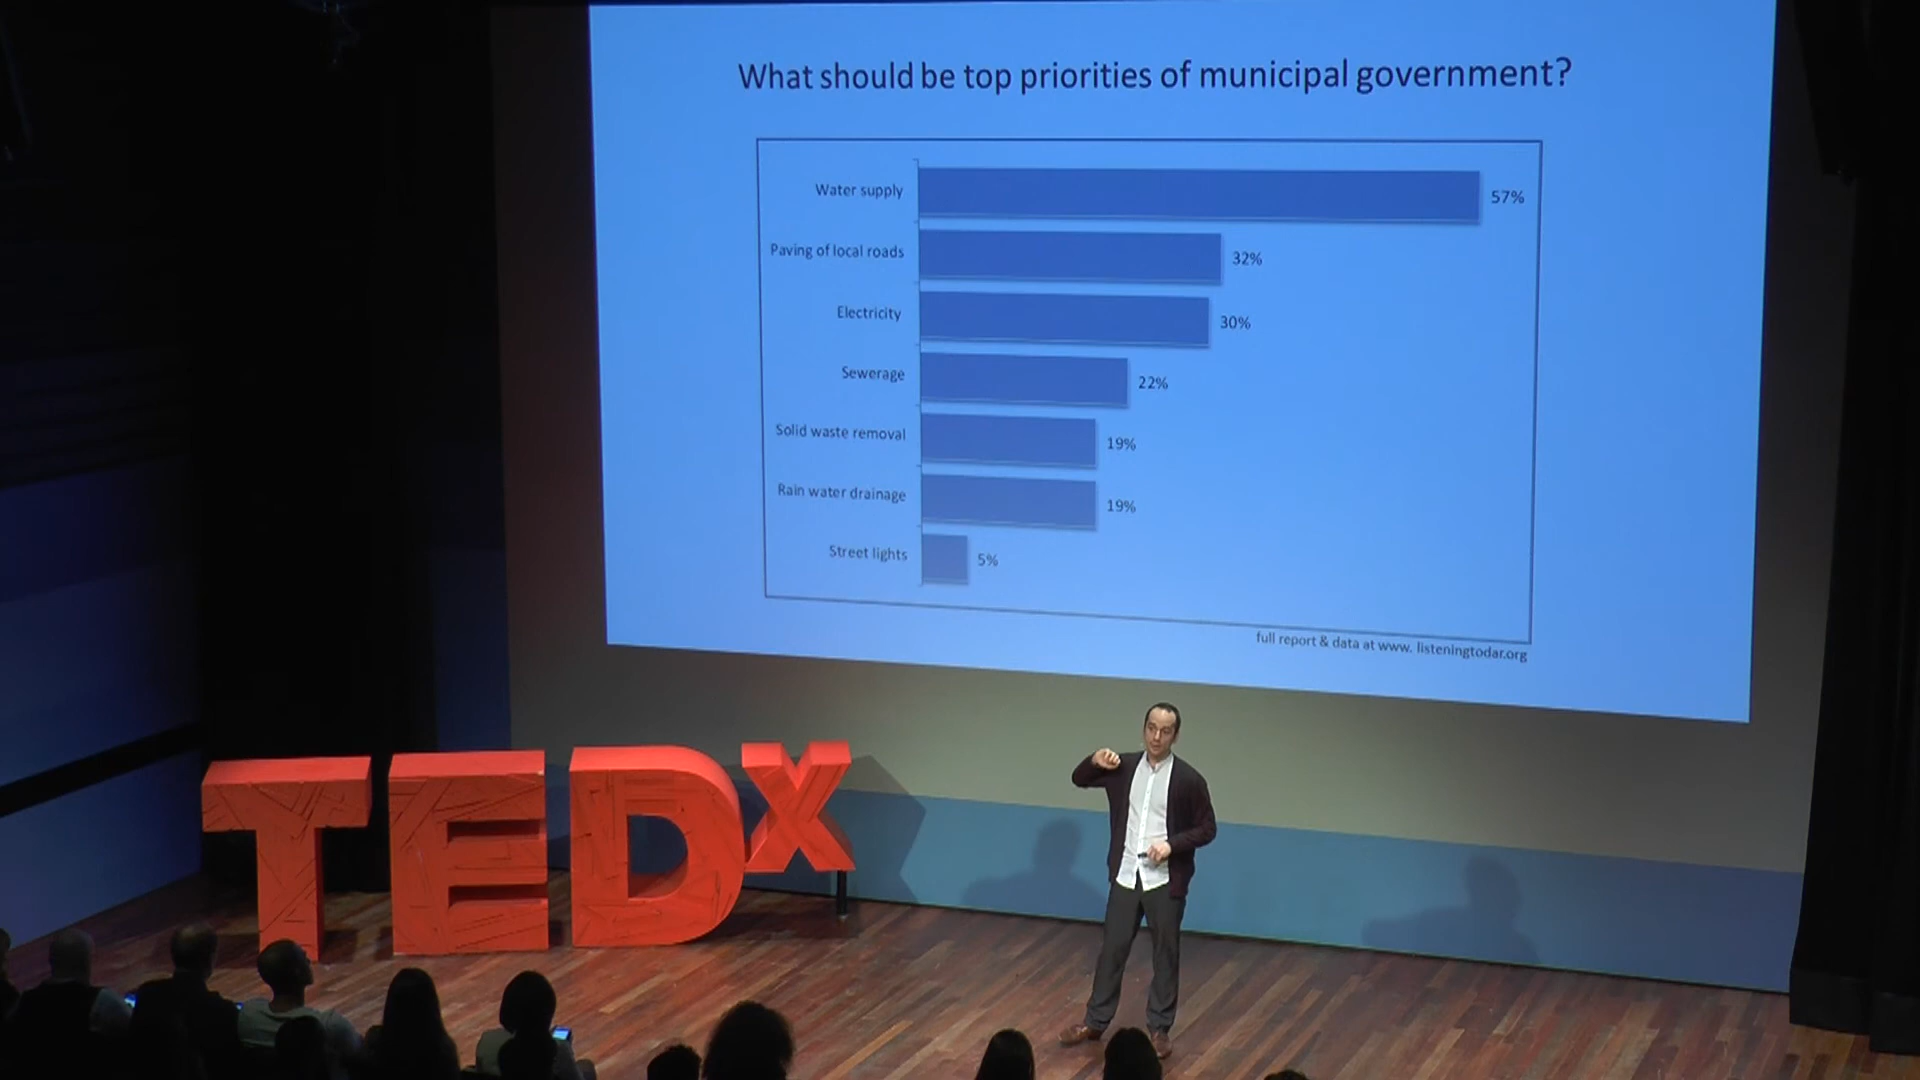 What should be top priorities of municipal government?
Water supply 57%
Paving of local roads 32%
Electricity 30%
Sewerage 22%
Solid waste removal 19%
Rain water drainage 19%
Street lights 5%
full report & data at www. listeningtodar.org
TEDx